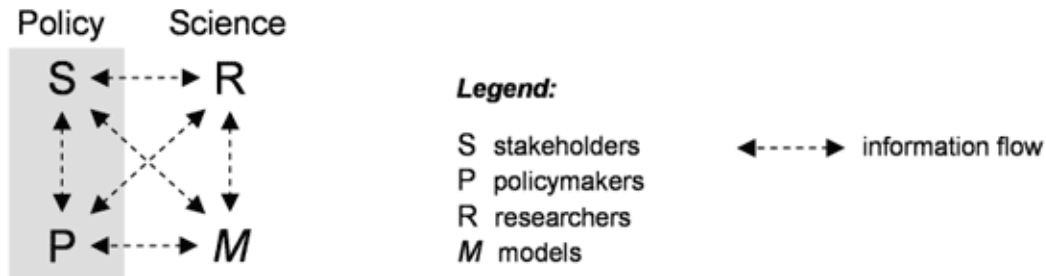 Policy Science
S R
P M
Legend:
S stakeholders
information flow
P policymakers
R researchers
M models